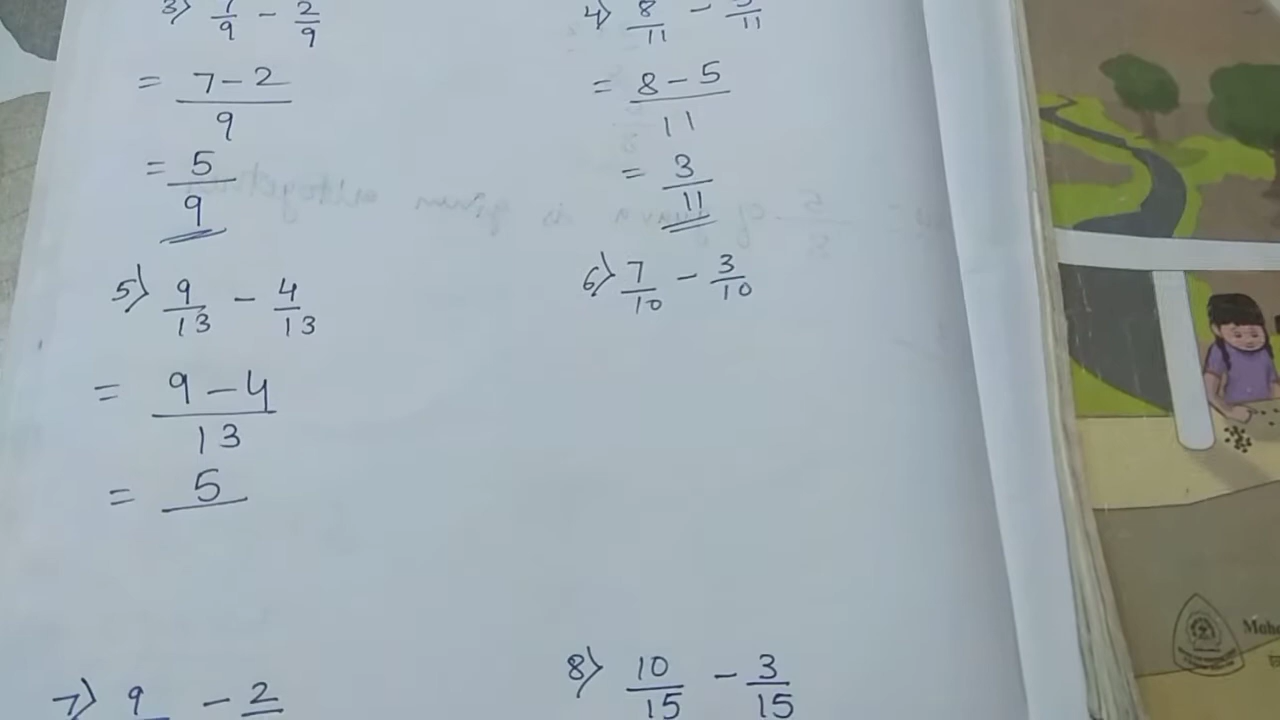 3) 7/9 - 2/9
= 7-2/9
= 5/9
4) 8/11 - 5/11
= 8-5/11
= 3/11
5) 9/13 - 4/13
= 9-4/13
= 5
6) 7/10 - 3/10
7) 9 - 2
8) 10/15 - 3/15